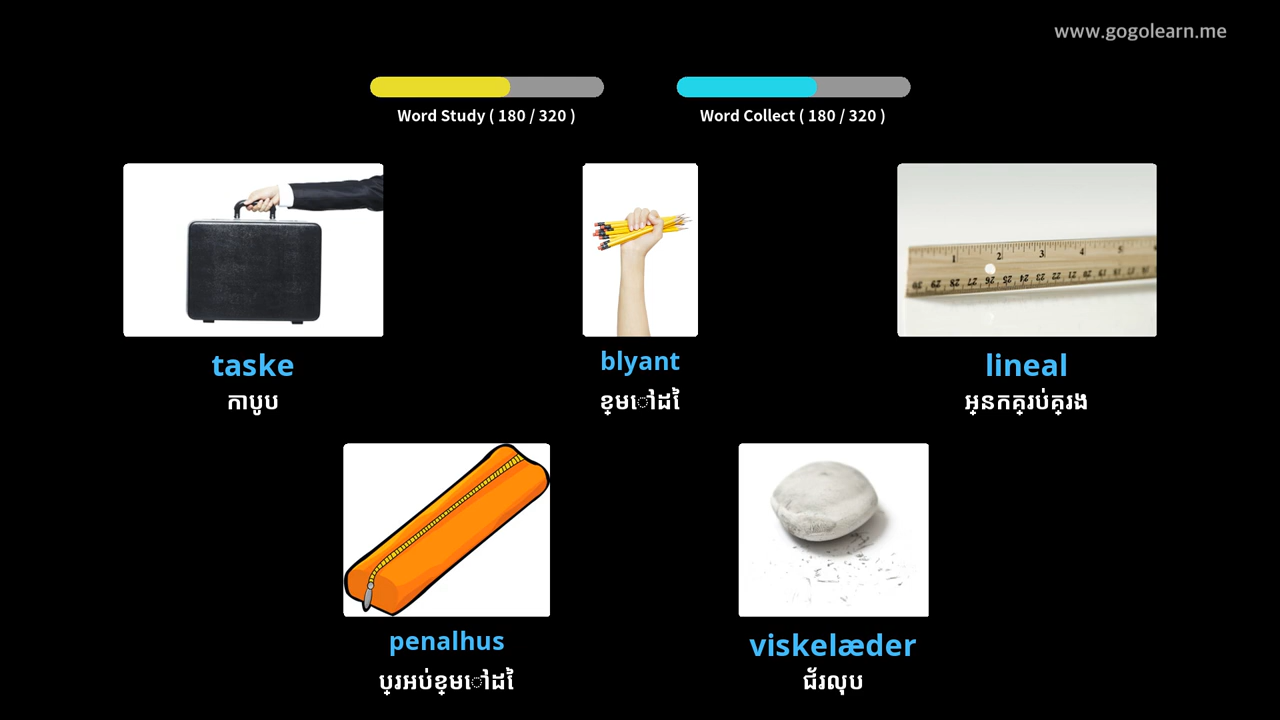 www.gogolearn.me
Word Study ( 180 / 320 )
Word Collect ( 180 / 320 )
taske
កាបូប
blyant
ខ្មៅដៃ
lineal
អ្នកគ្រប់គ្រង
penalhus
ប្រអប់ខ្មៅដៃ
viskelæder
ជ័រលុប